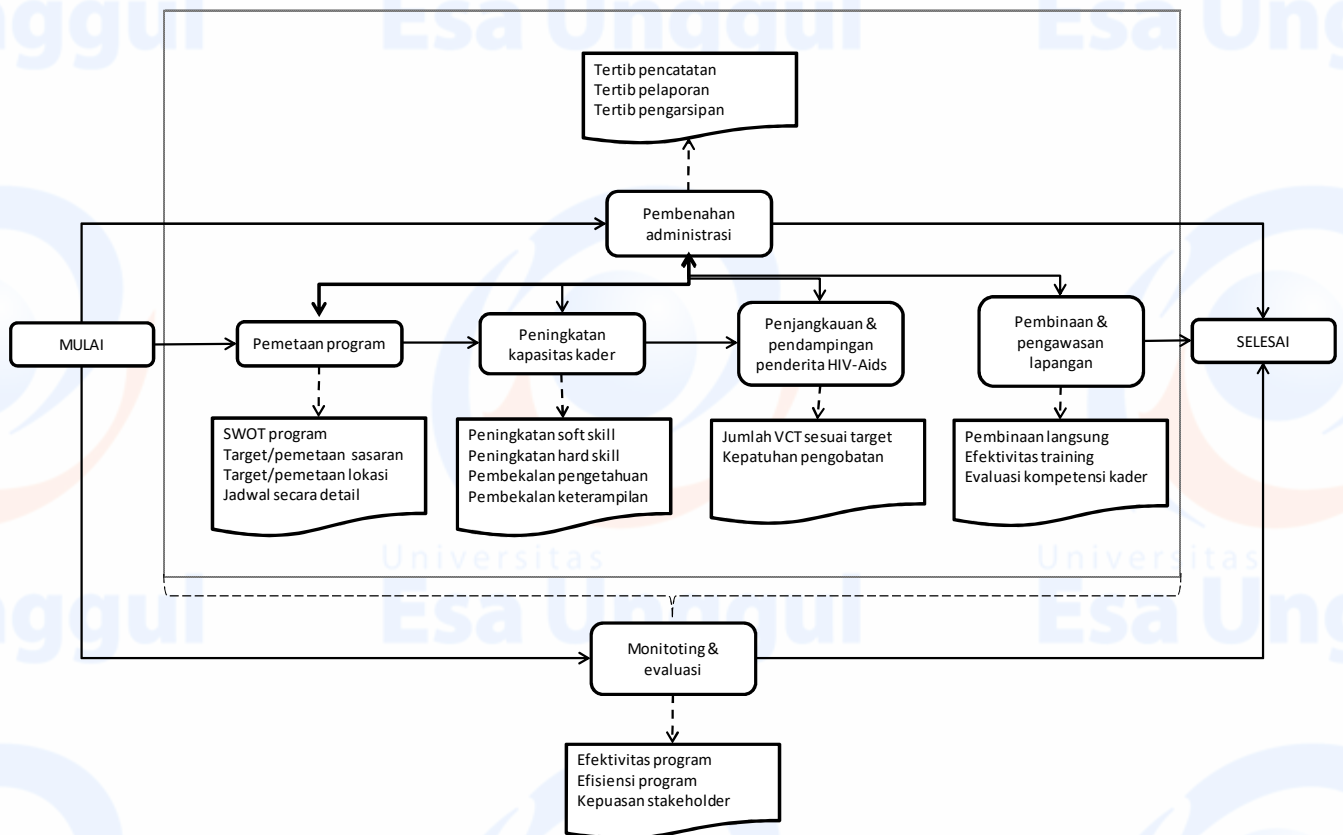 Esa Unggul
Tertib pencatatan
Tertib pelaporan
Tertib pengarsipan
Pembenahan
administrasi
MULAI
Pemetaan program
Peningkatan
kapasitas kader
Penjangkauan &
pendampingan
penderita HIV-Aids
Pembinaan &
pengawasan
lapangan
SELESAI
SWOT program
Target/pemetaan sasaran
Target/pemetaan lokasi
Jadwal secara detail
Peningkatan soft skill
Peningkatan hard skill
Pembekalan pengetahuan
Pembekalan keterampilan
Jumlah VCT sesuai target
Kepatuhan pengobatan
Pembinaan langsung
Efektivitas training
Evaluasi kompetensi kader
Universitas
Universitas
Esa Unggul
Monitoting &
evaluasi
Efektivitas program
Efisiensi program
Kepuasan stakeholder